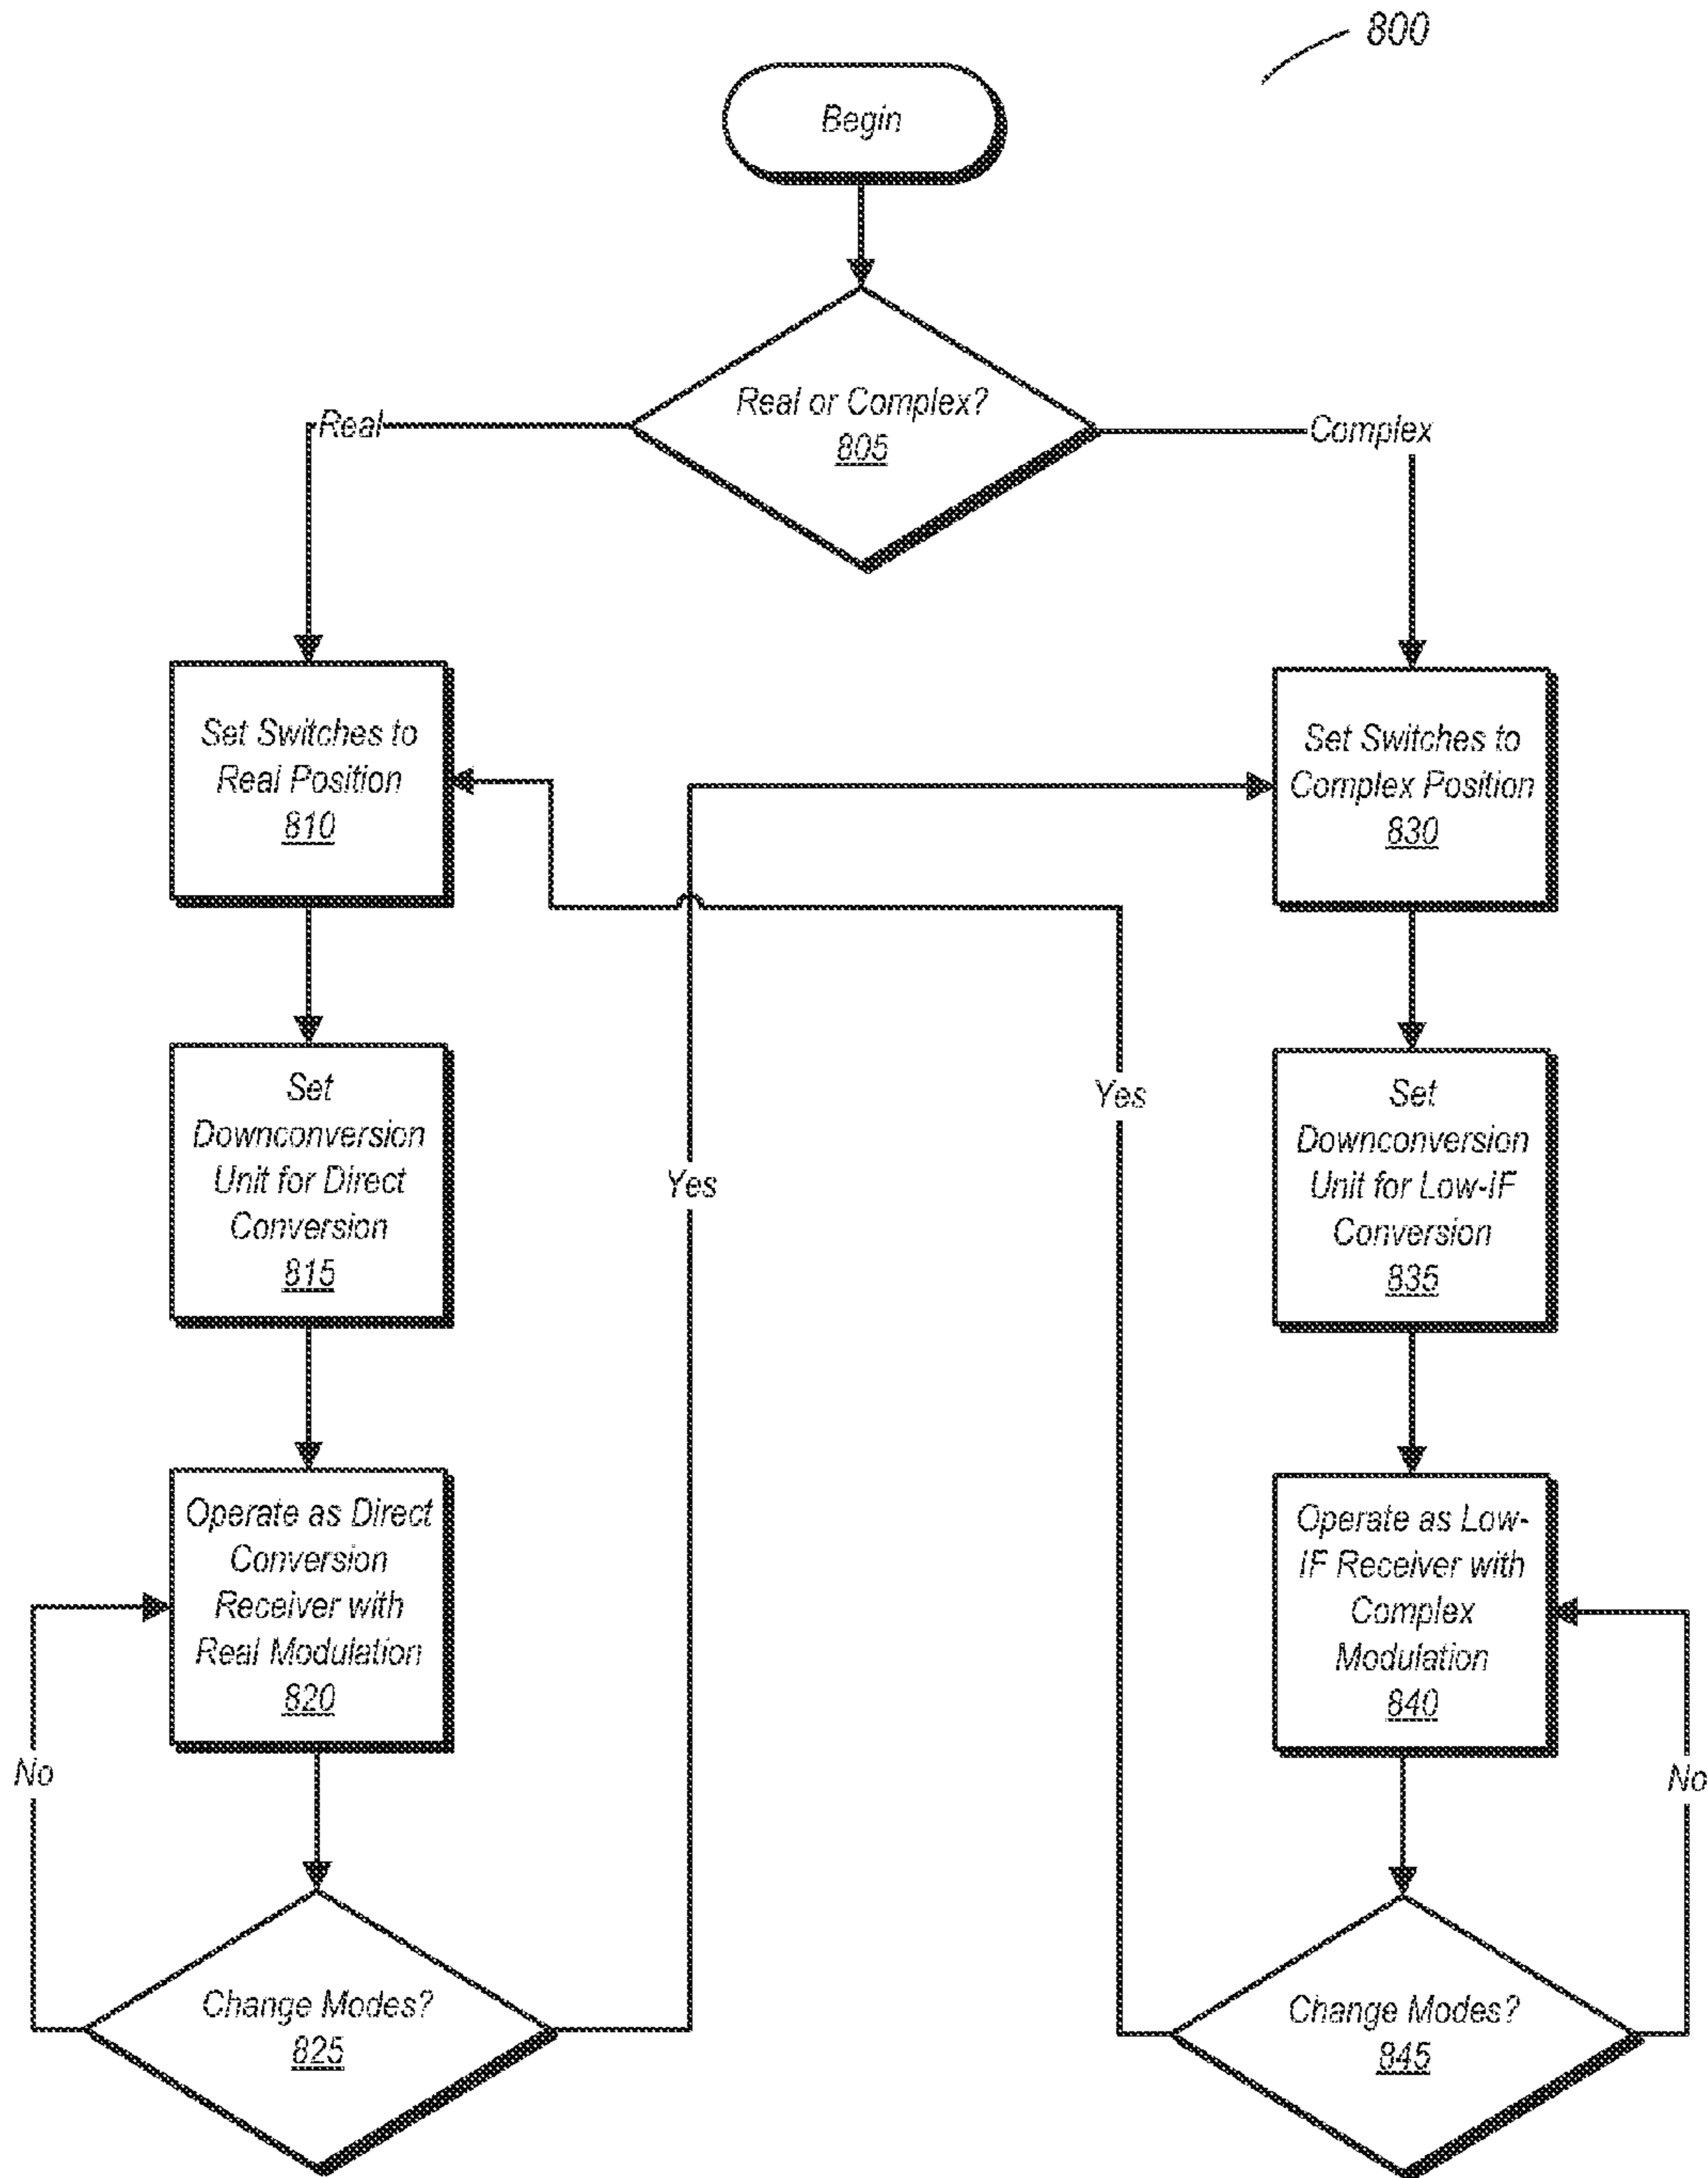 800
Begin
Real or Complex?
805
Real
Complex
Set Switches to
Real Position
810
Set Switches to
Complex Position
830
Set
Downconversion
Unit for Direct
Conversion
815
Yes
Yes
Set
Downconversion
Unit for Low-IF
Conversion
835
Operate as Direct
Conversion
Receiver with
Real Modulation
820
Operate as Low-
IF Receiver with
Complex
Modulation
840
No
No
Change Modes?
825
Change Modes?
845